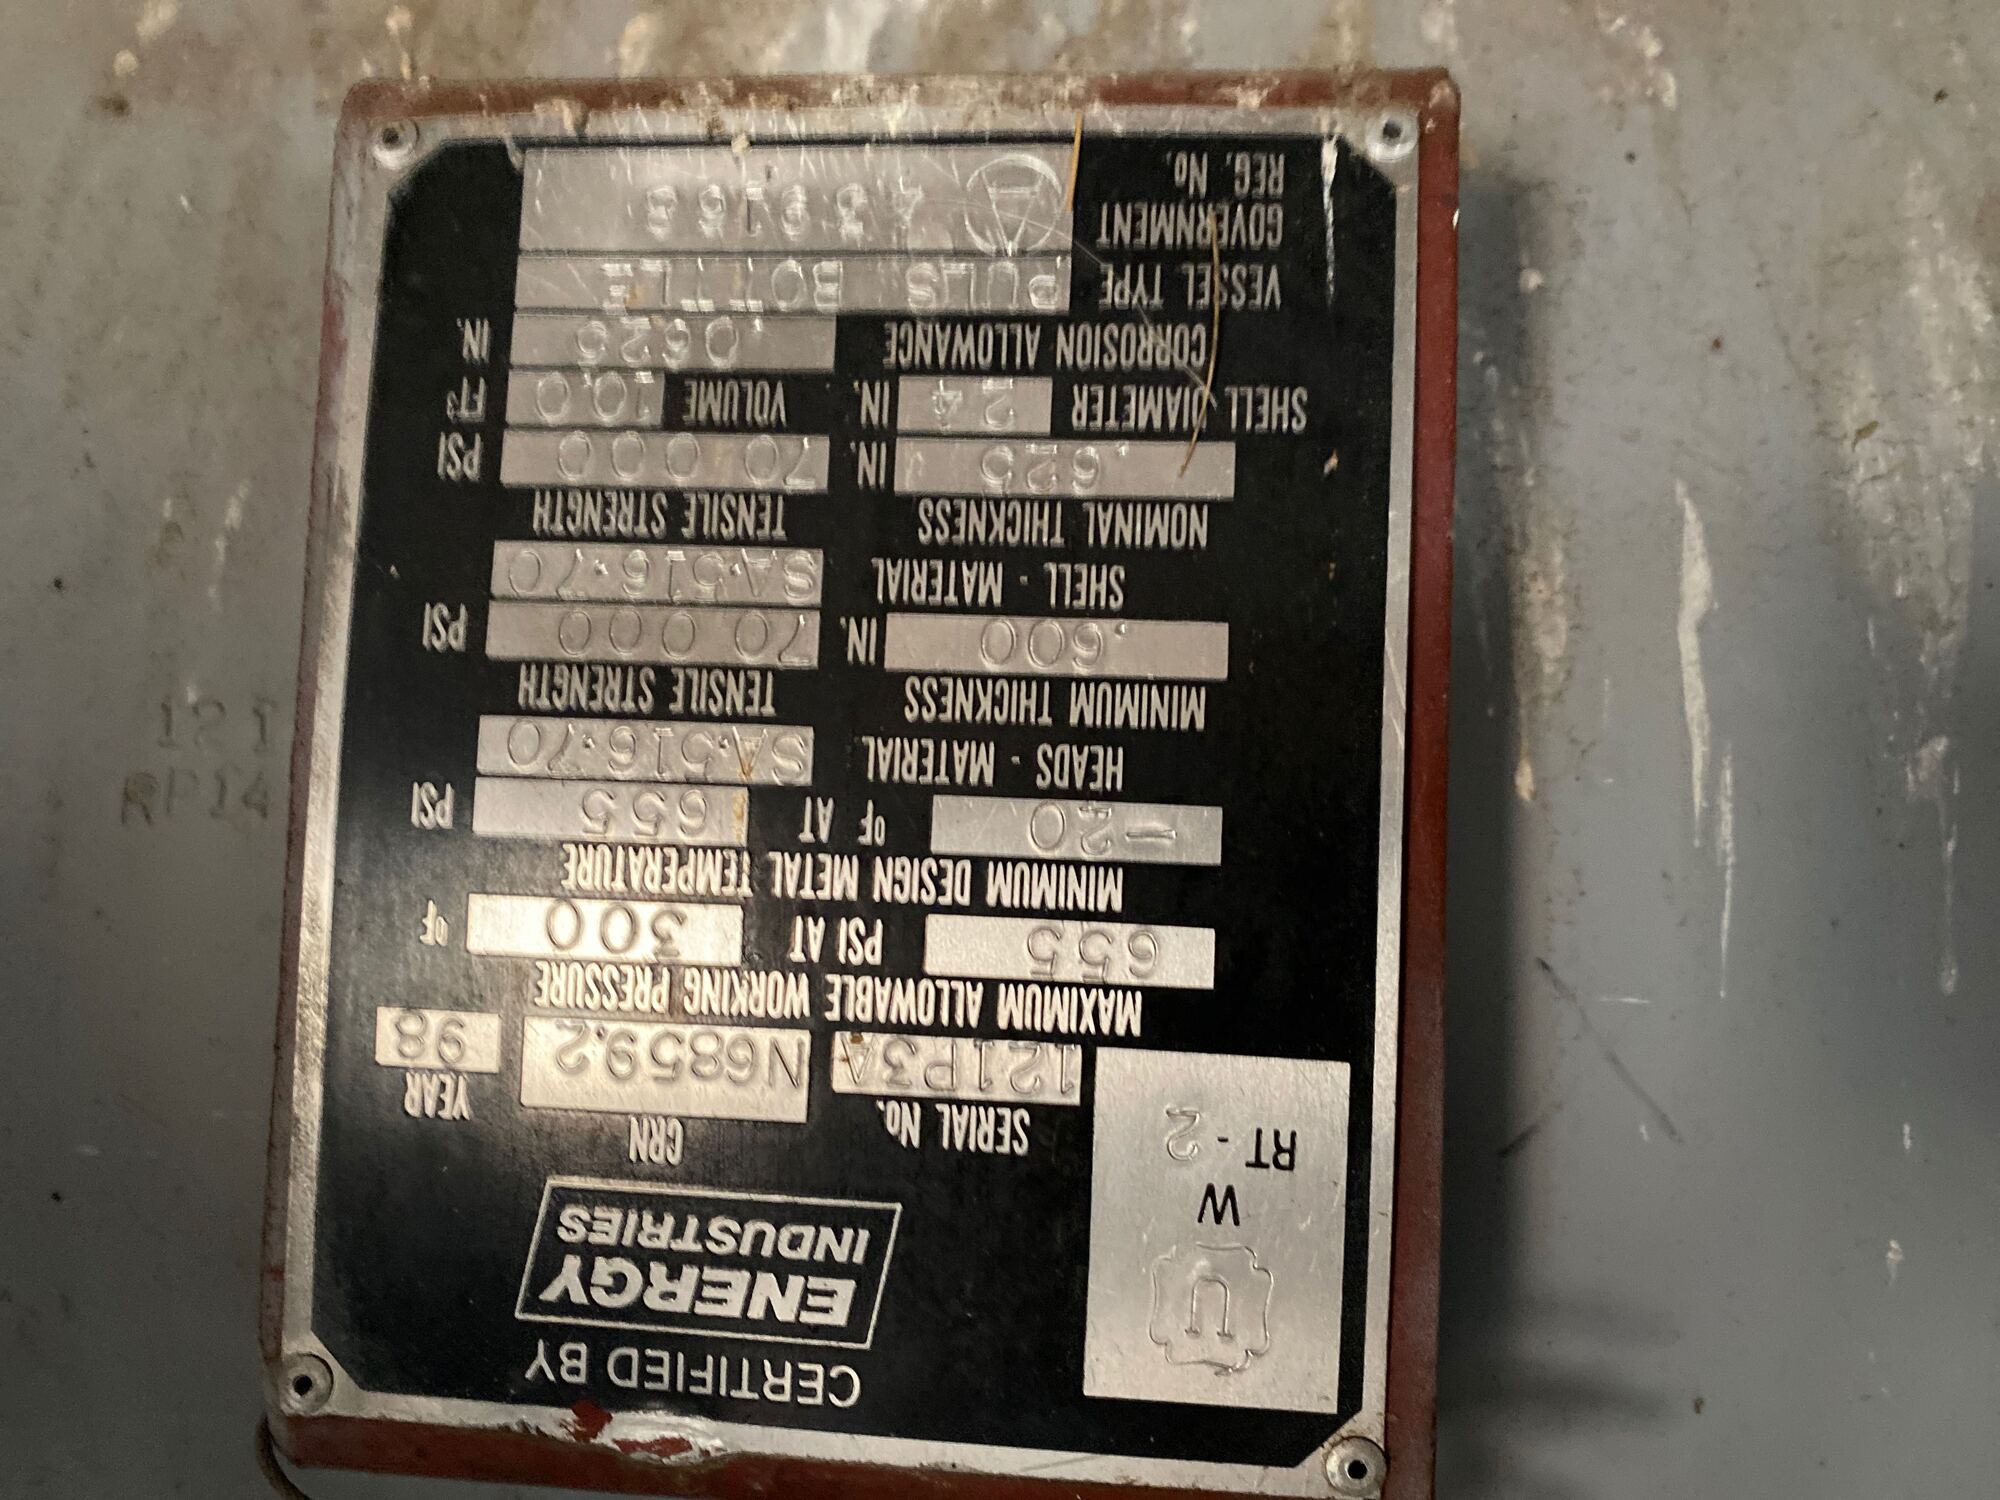 CERTIFIED BY
ENERGY
INDUSTRIES
U
W
RT - 2
SERIAL No. CRN YEAR
121P3A N6859.2 98
MAXIMUM ALLOWABLE WORKING PRESSURE
655 PSI AT 300 °F
MINIMUM DESIGN METAL TEMPERATURE
-20 °F AT 655 PSI
HEADS - MATERIAL SA.516.70
MINIMUM THICKNESS TENSILE STRENGTH
.600 IN. 70 000 PSI
SHELL - MATERIAL SA.516.70
NOMINAL THICKNESS TENSILE STRENGTH
.625 IN. 70 000 PSI
SHELL DIAMETER 24 IN. VOLUME 10.0 FT³
CORROSION ALLOWANCE .0625 IN.
VESSEL TYPE PULS BOTTLE
GOVERNMENT
REG. No. A
121
RP14